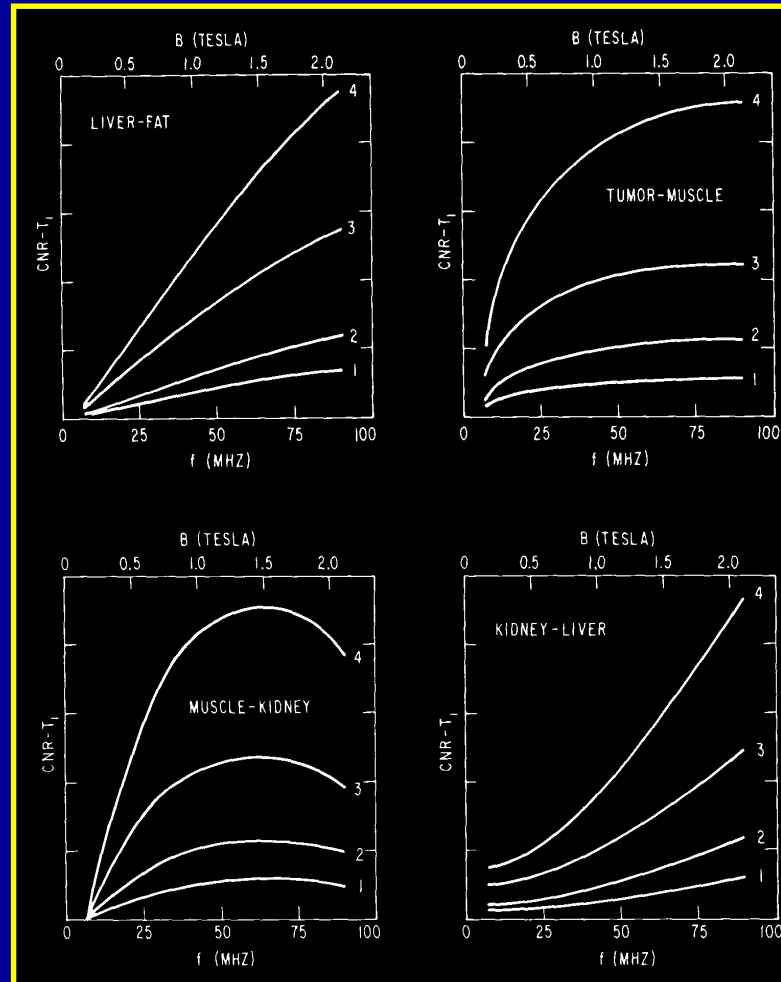 B (TESLA)
0 0.5 1.0 1.5 2.0
LIVER-FAT
CNR-T₁
4
3
2
1
0 25 50 75 100
f (MHZ)
B (TESLA)
0 0.5 1.0 1.5 2.0
TUMOR-MUSCLE
CNR-T₁
4
3
2
1
0 25 50 75 100
f (MHZ)
B (TESLA)
0 0.5 1.0 1.5 2.0
MUSCLE-KIDNEY
CNR-T₁
4
3
2
1
0 25 50 75 100
f (MHZ)
B (TESLA)
0 0.5 1.0 1.5 2.0
KIDNEY-LIVER
CNR-T₁
4
3
2
1
0 25 50 75 100
f (MHZ)